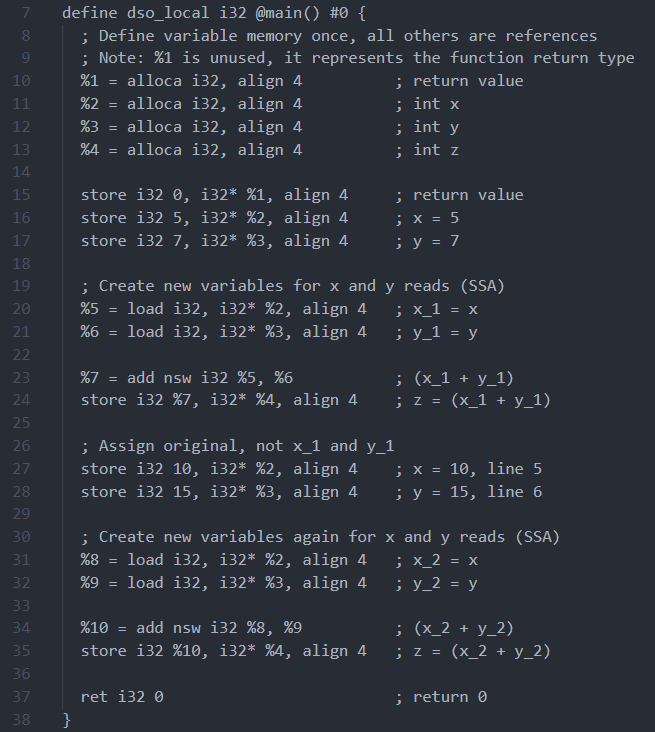 7 define dso_local i32 @main() #0 {
8 ; Define variable memory once, all others are references
9 ; Note: %1 is unused, it represents the function return type
10 %1 = alloca i32, align 4 ; return value
11 %2 = alloca i32, align 4 ; int x
12 %3 = alloca i32, align 4 ; int y
13 %4 = alloca i32, align 4 ; int z
14
15 store i32 0, i32* %1, align 4 ; return value
16 store i32 5, i32* %2, align 4 ; x = 5
17 store i32 7, i32* %3, align 4 ; y = 7
18
19 ; Create new variables for x and y reads (SSA)
20 %5 = load i32, i32* %2, align 4 ; x_1 = x
21 %6 = load i32, i32* %3, align 4 ; y_1 = y
22
23 %7 = add nsw i32 %5, %6 ; (x_1 + y_1)
24 store i32 %7, i32* %4, align 4 ; z = (x_1 + y_1)
25
26 ; Assign original, not x_1 and y_1
27 store i32 10, i32* %2, align 4 ; x = 10, line 5
28 store i32 15, i32* %3, align 4 ; y = 15, line 6
29
30 ; Create new variables again for x and y reads (SSA)
31 %8 = load i32, i32* %2, align 4 ; x_2 = x
32 %9 = load i32, i32* %3, align 4 ; y_2 = y
33
34 %10 = add nsw i32 %8, %9 ; (x_2 + y_2)
35 store i32 %10, i32* %4, align 4 ; z = (x_2 + y_2)
36
37 ret i32 0 ; return 0
38 }